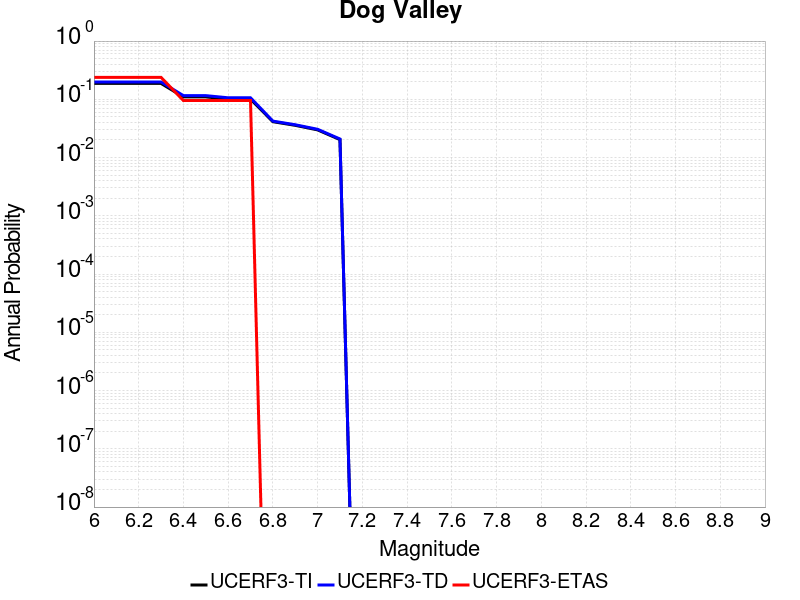 Dog Valley
10^0
10^-1
10^-2
10^-3
10^-4
10^-5
10^-6
10^-7
10^-8
Annual Probability
6 6.2 6.4 6.6 6.8 7 7.2 7.4 7.6 7.8 8 8.2 8.4 8.6 8.8 9
Magnitude
UCERF3-TI UCERF3-TD UCERF3-ETAS